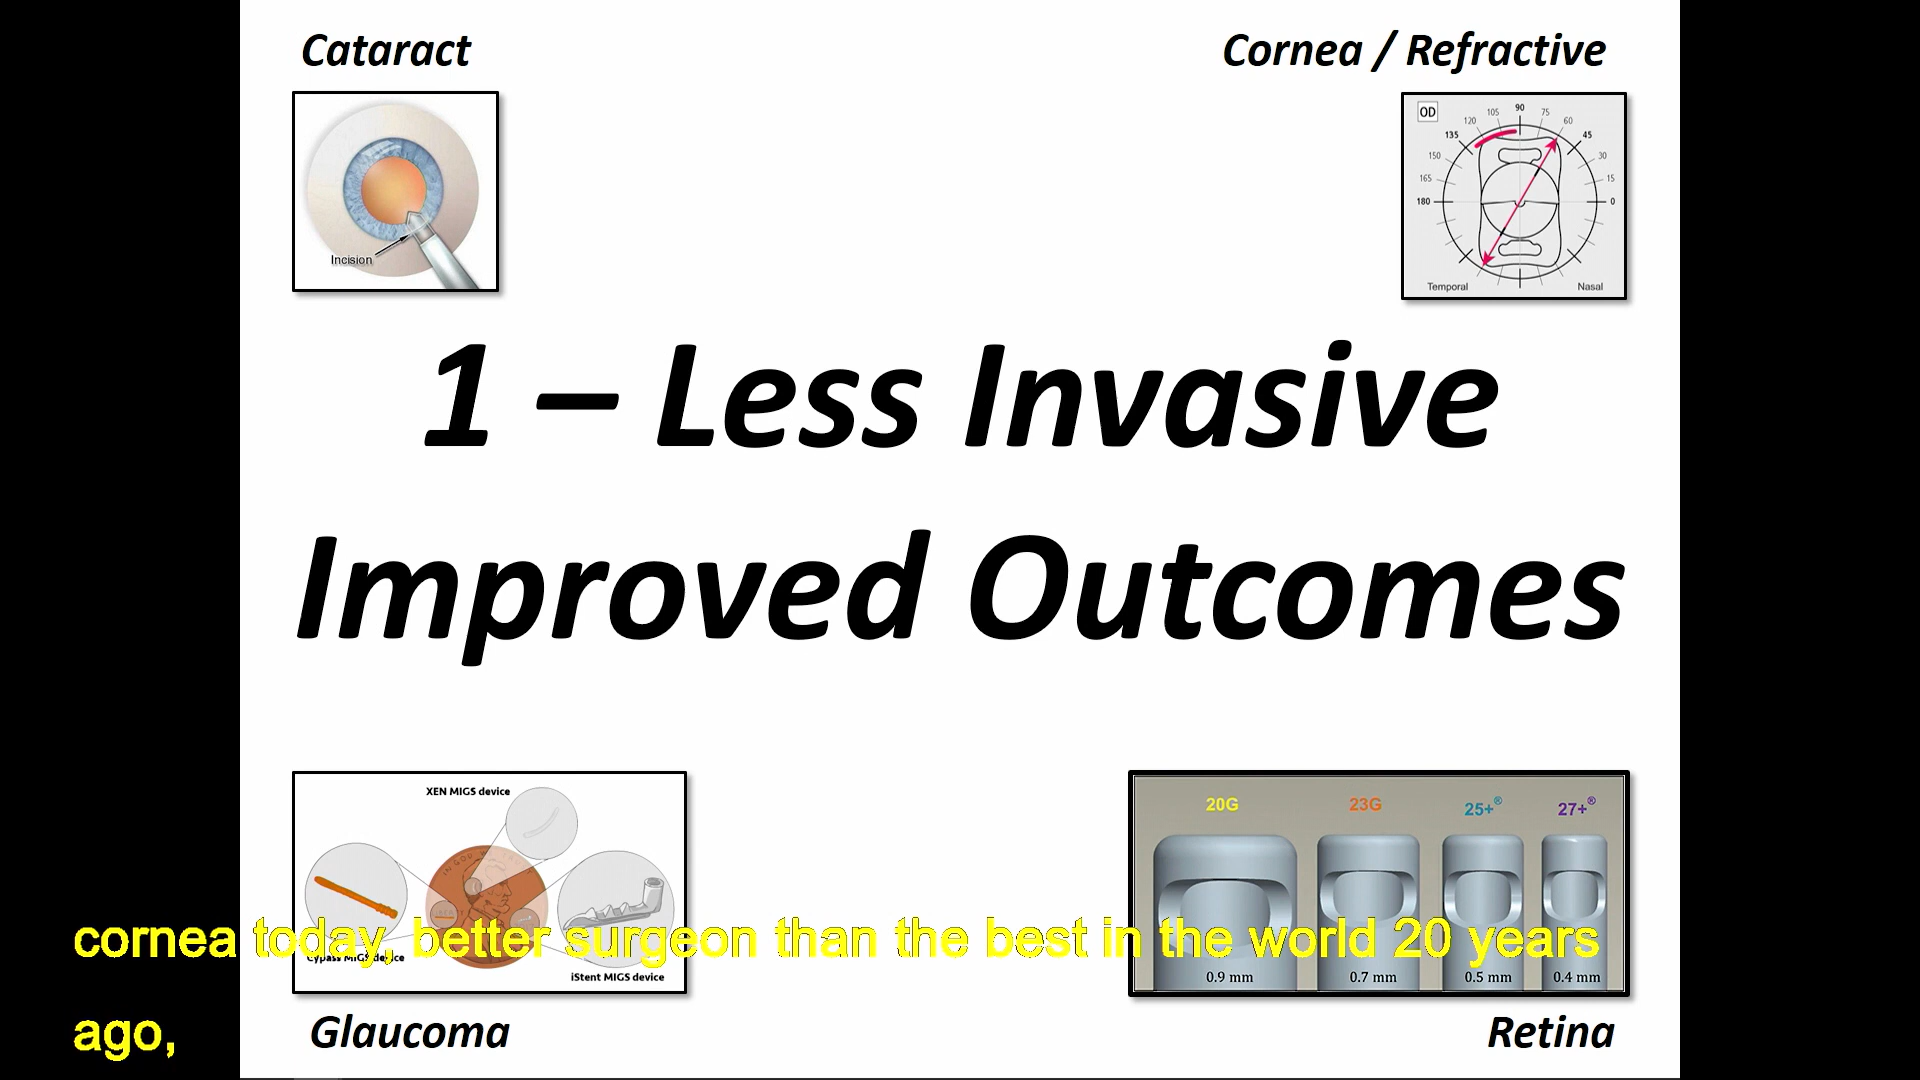 Cataract
Cornea / Refractive
Incision
OD
90
105
75
120
60
135
45
150
30
165
15
180
0
Temporal
Nasal
1 – Less Invasive
Improved Outcomes
XEN MIGS device
Cypass MIGS device
iStent MIGS device
20G
23G
25+®
27+®
0.9 mm
0.7 mm
0.5 mm
0.4 mm
cornea today, better surgeon than the best in the world 20 years
ago,
Glaucoma
Retina